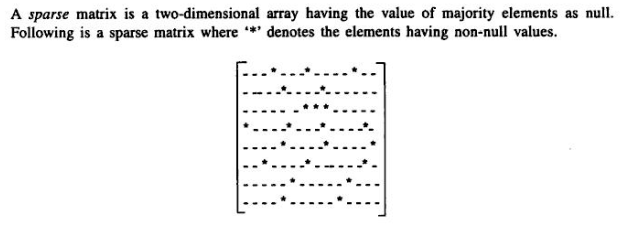 A sparse matrix is a two-dimensional array having the value of majority elements as null.
Following is a sparse matrix where ‘*’ denotes the elements having non-null values.
- - - * - - - * - - - - * - -
- - - - - * - - - * - - - - - -
- - - - - - - * * * - - - - -
* - - - - * - - - * - - - - * -
- - - - * - - - - * - - - - *
- - * - - - - * - - - - - * -
- - - - - * - - - - - * - - -
- - - - * - - - - - * - - - -